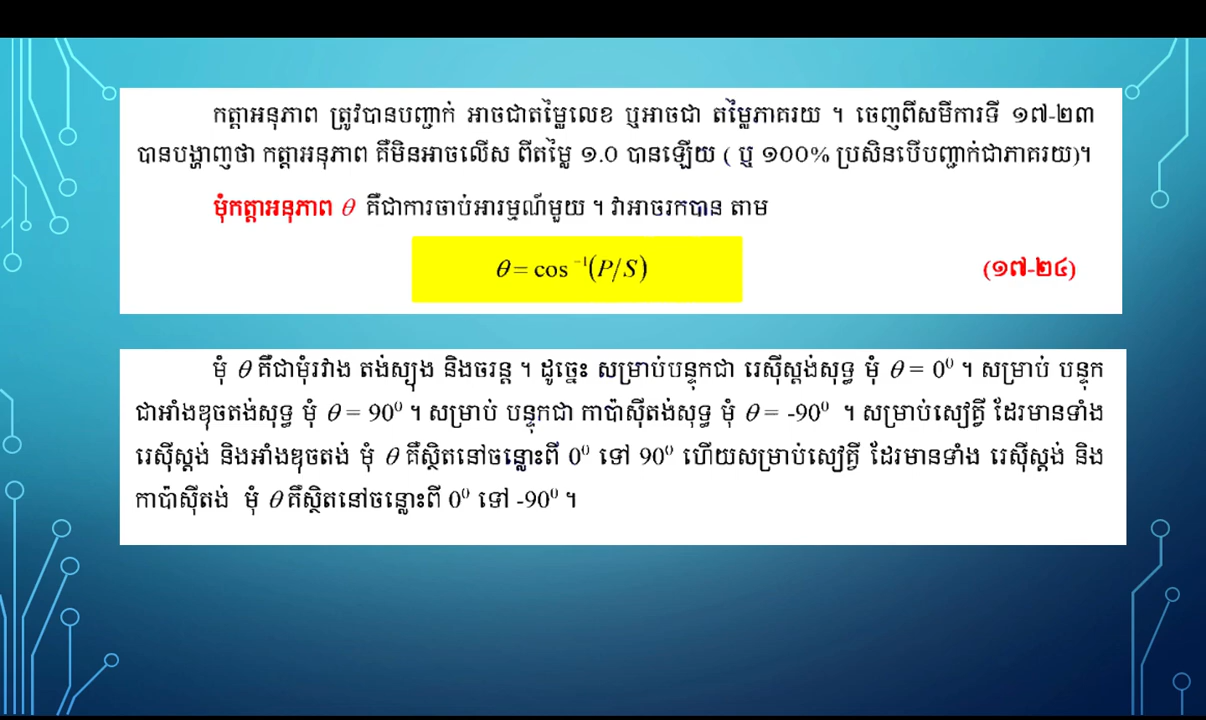 កត្តាអនុភាព ត្រូវបានបញ្ជាក់ អាចជាតម្លៃលេខ ឬអាចជា តម្លៃភាគរយ ។ ចេញពីសមីការទី ១៧-២៣
បានបង្ហាញថា កត្តាអនុភាព គឺមិនអាចលើស ពីតម្លៃ ១.០ បានឡើយ ( ឬ ១០០% ប្រសិនបើបញ្ជាក់ជាភាគរយ)។
មុំកត្តាអនុភាព θ គឺជាការចាប់អារម្មណ៍មួយ ។ វាអាចរកបាន តាម
θ = cos⁻¹(P/S) (១៧-២៤)
មុំ θ គឺជាមុំរវាង តង់ស្យុង និងចរន្ត ។ ដូច្នេះ សម្រាប់បន្ទុកជា រេស៊ីស្តង់សុទ្ធ មុំ θ = 0⁰ ។ សម្រាប់ បន្ទុក
ជាអាំងឌុចតង់សុទ្ធ មុំ θ = 90⁰ ។ សម្រាប់ បន្ទុកជា កាប៉ាស៊ីតង់សុទ្ធ មុំ θ = -90⁰ ។ សម្រាប់សៀគ្វី ដែរមានទាំង
រេស៊ីស្តង់ និងអាំងឌុចតង់ មុំ θ គឺស្ថិតនៅចន្លោះពី 0⁰ ទៅ 90⁰ ហើយសម្រាប់សៀគ្វី ដែរមានទាំង រេស៊ីស្តង់ និង
កាប៉ាស៊ីតង់ មុំ θ គឺស្ថិតនៅចន្លោះពី 0⁰ ទៅ -90⁰ ។